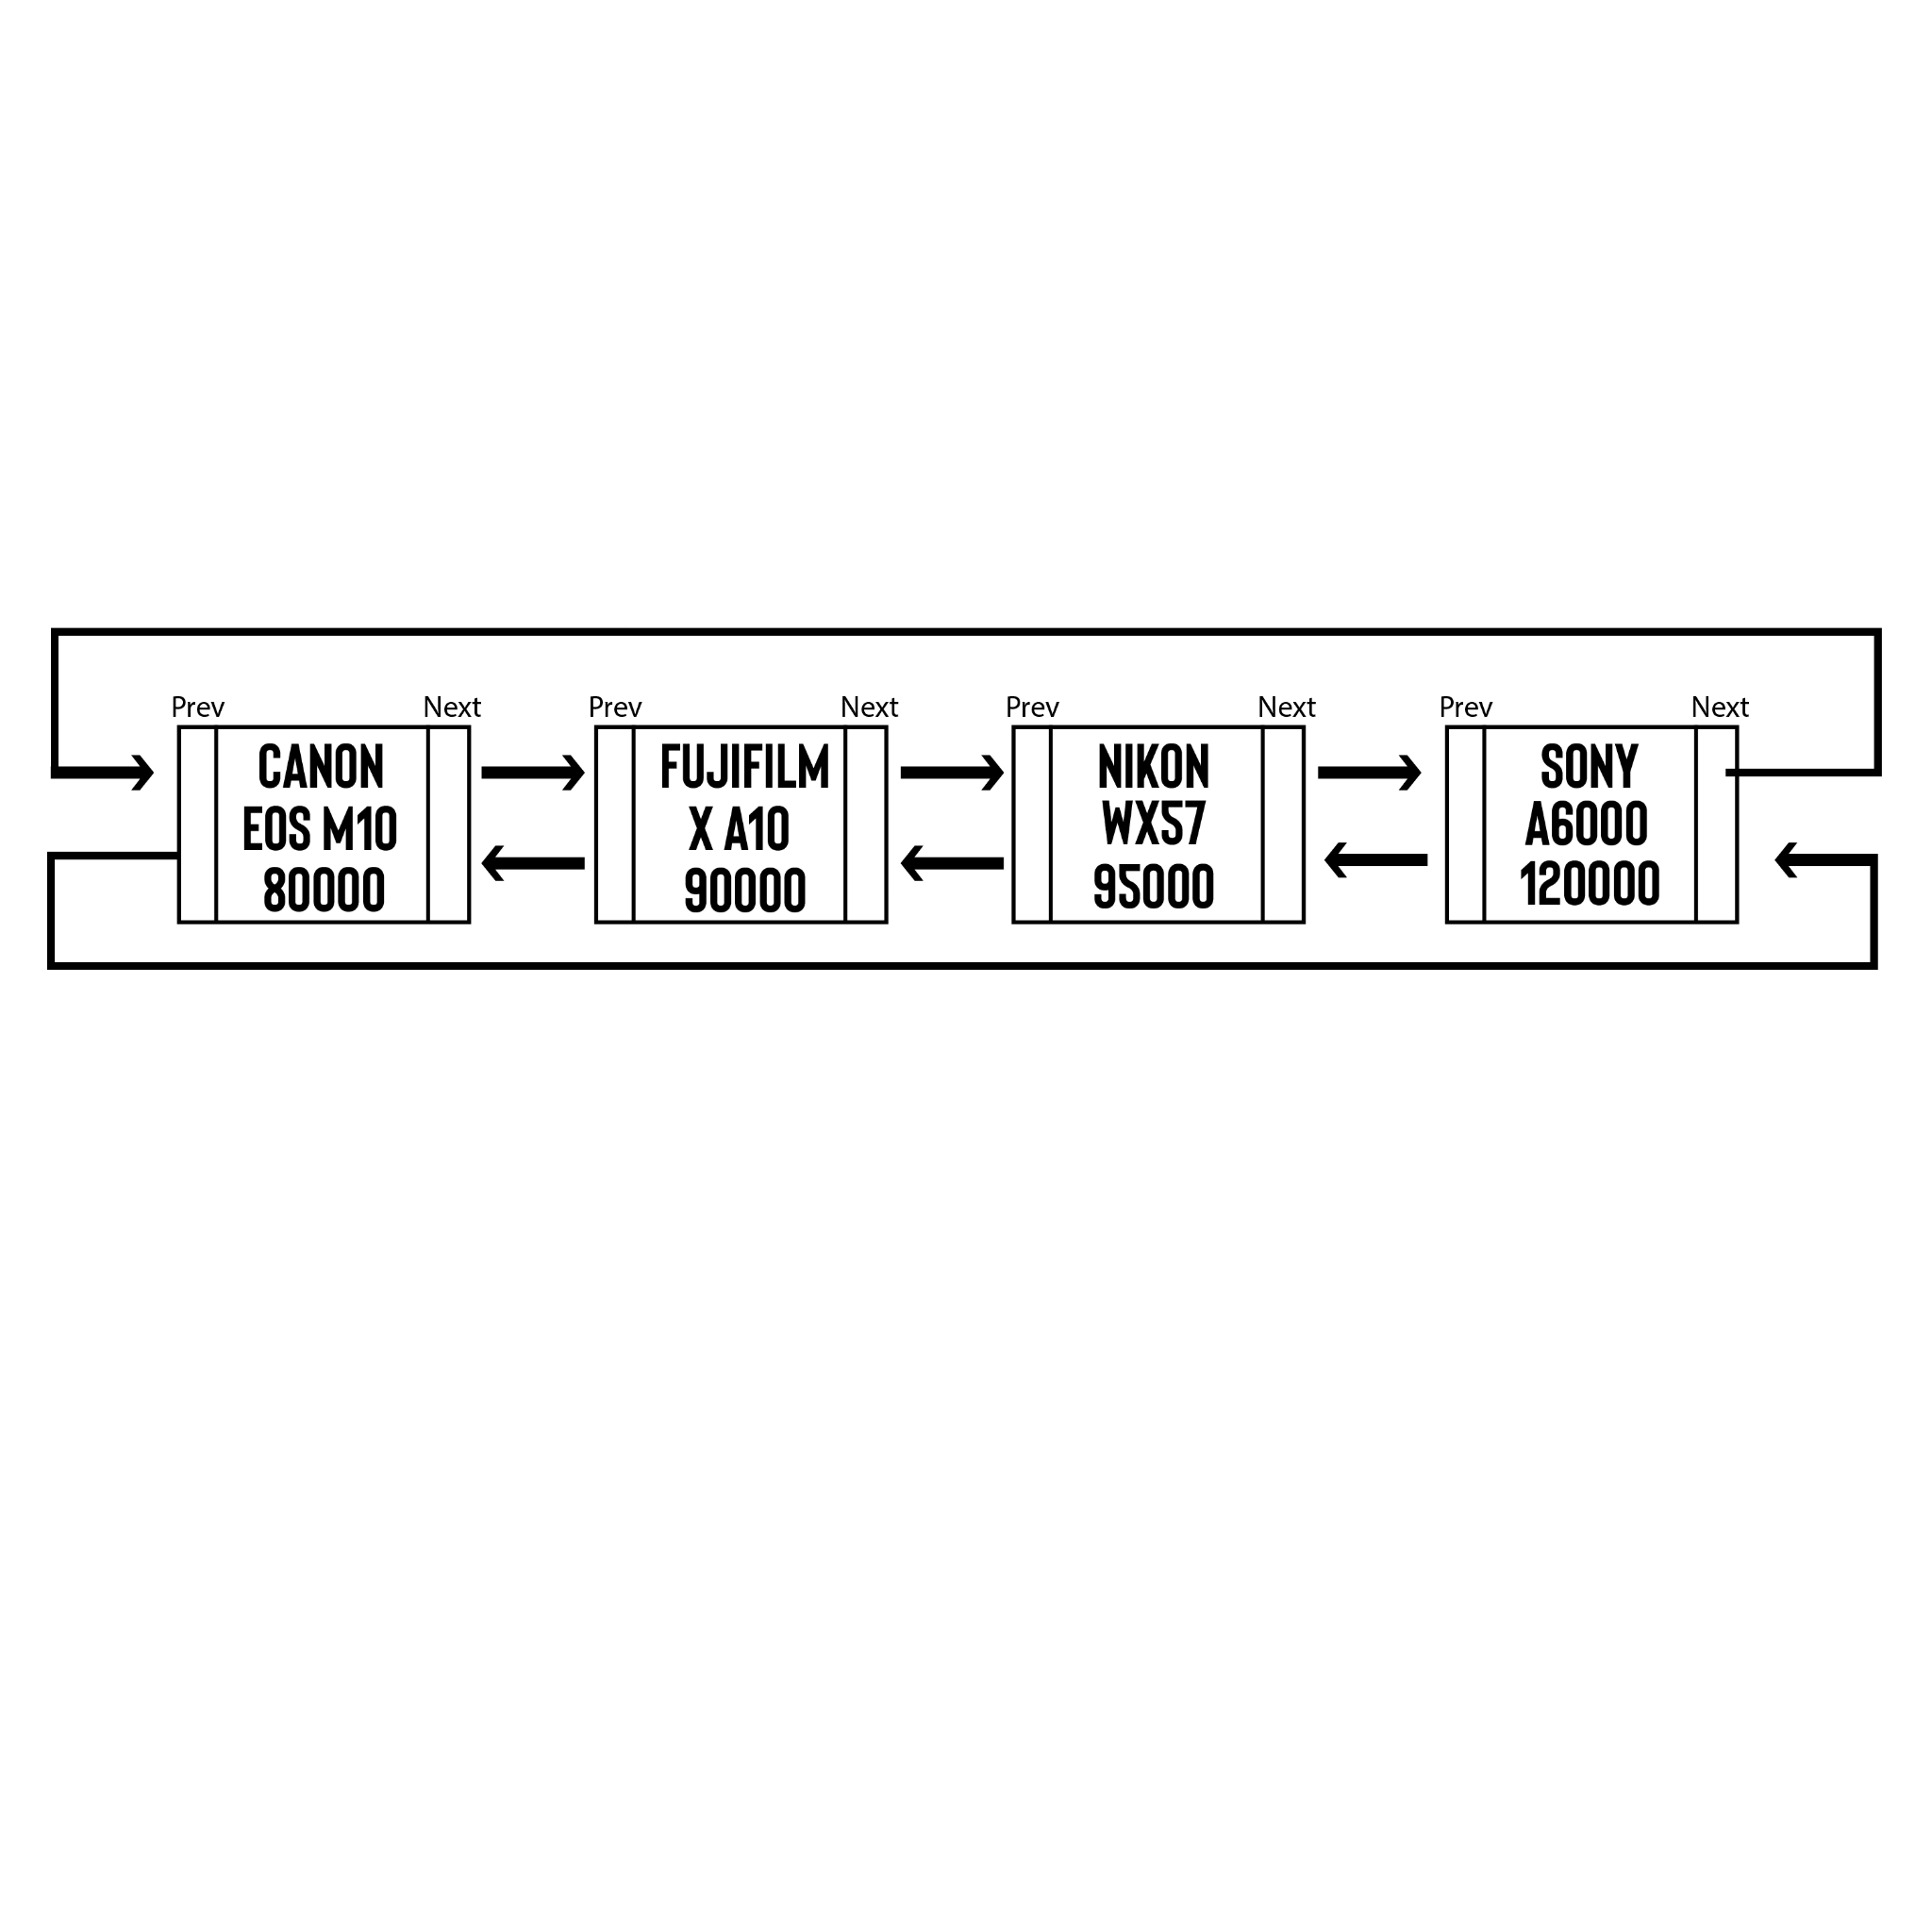 Prev Next Prev Next Prev Next Prev Next
CANON
EOS M10
80000
FUJIFILM
X A10
90000
NIKON
WX57
95000
SONY
A6000
120000